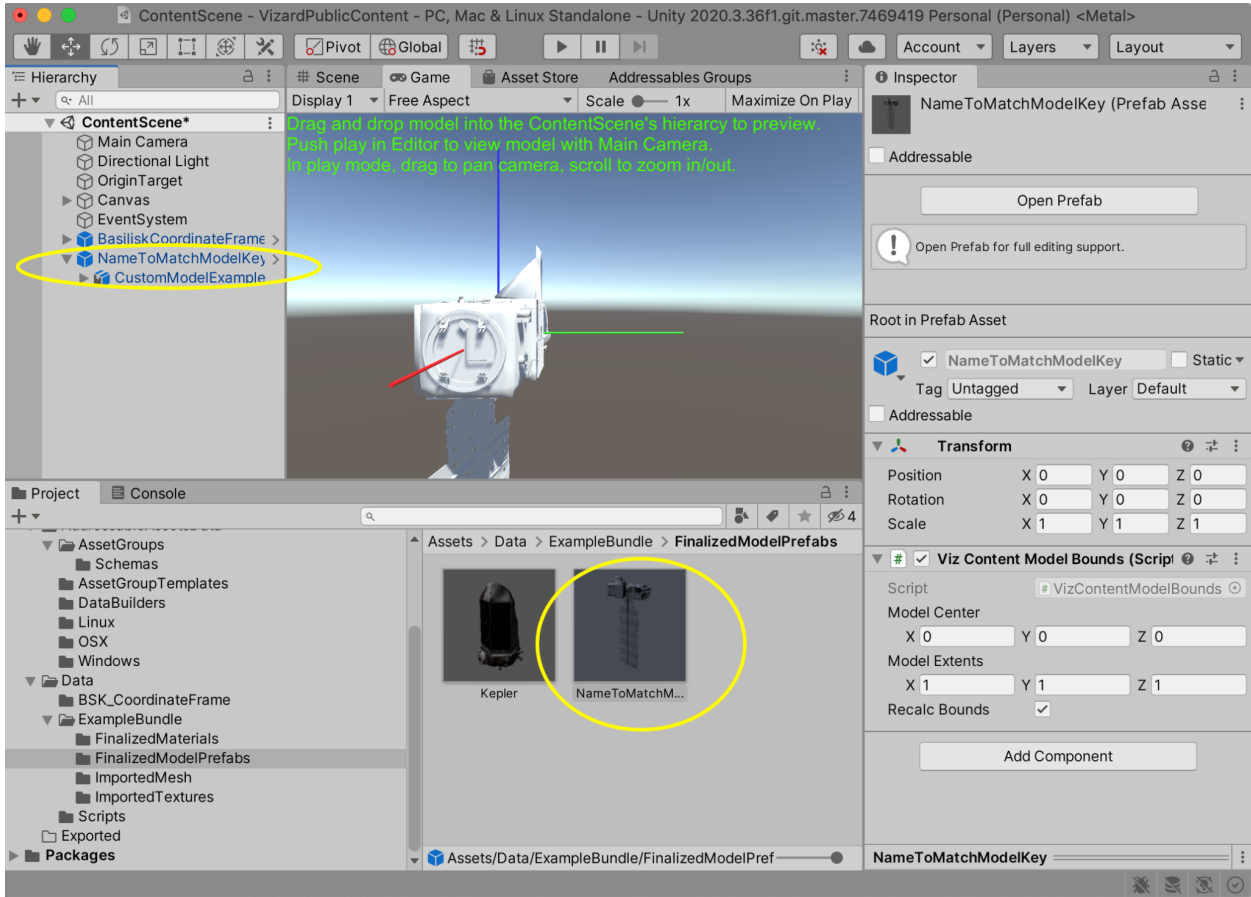 ContentScene - VizardPublicContent - PC, Mac & Linux Standalone - Unity 2020.3.36f1.git.master.7469419 Personal (Personal) <Metal>
Pivot Global Account Layers Layout
Hierarchy
All
ContentScene*
Main Camera
Directional Light
OriginTarget
Canvas
EventSystem
BasiliskCoordinateFrame
NameToMatchModelKey
CustomModelExample
Scene Game Asset Store Addressables Groups
Display 1 Free Aspect Scale 1x Maximize On Play
Drag and drop model into the ContentScene's hierarcy to preview.
Push play in Editor to view model with Main Camera.
In play mode, drag to pan camera, scroll to zoom in/out.
Project Console
4
AssetGroups
Schemas
AssetGroupTemplates
DataBuilders
Linux
OSX
Windows
Data
BSK_CoordinateFrame
ExampleBundle
FinalizedMaterials
FinalizedModelPrefabs
ImportedMesh
ImportedTextures
Scripts
Exported
Packages
Assets > Data > ExampleBundle > FinalizedModelPrefabs
Kepler NameToMatchM...
Assets/Data/ExampleBundle/FinalizedModelPref
Inspector
NameToMatchModelKey (Prefab Asse
Addressable
Open Prefab
Open Prefab for full editing support.
Root in Prefab Asset
NameToMatchModelKey Static
Tag Untagged Layer Default
Addressable
Transform
Position X 0 Y 0 Z 0
Rotation X 0 Y 0 Z 0
Scale X 1 Y 1 Z 1
# Viz Content Model Bounds (Script
Script # VizContentModelBounds
Model Center
X 0 Y 0 Z 0
Model Extents
X 1 Y 1 Z 1
Recalc Bounds
Add Component
NameToMatchModelKey